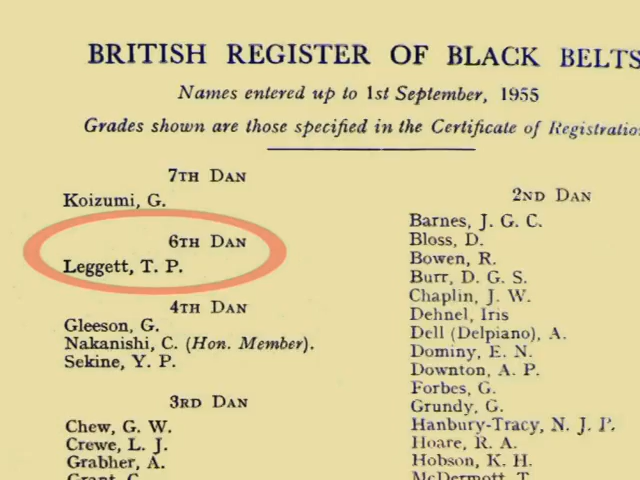 BRITISH REGISTER OF BLACK BELTS
Names entered up to 1st September, 1955
Grades shown are those specified in the Certificate of Registration
7TH DAN
Koizumi, G.
6TH DAN
Leggett, T. P.
4TH DAN
Gleeson, G.
Nakanishi, C. (Hon. Member).
Sekine, Y. P.
3RD DAN
Chew, G. W.
Crewe, L. J.
Grabher, A.
Grant, C.
2ND DAN
Barnes, J. G. C.
Bloss, D.
Bowen, R.
Burr, D. G. S.
Chaplin, J. W.
Dehnel, Iris
Dell (Delpiano), A.
Dominy, E. N.
Downton, A. P.
Forbes, G.
Grundy, G.
Hanbury-Tracy, N. J. P.
Hoare, R. A.
Hobson, K. H.
McDermott, T.